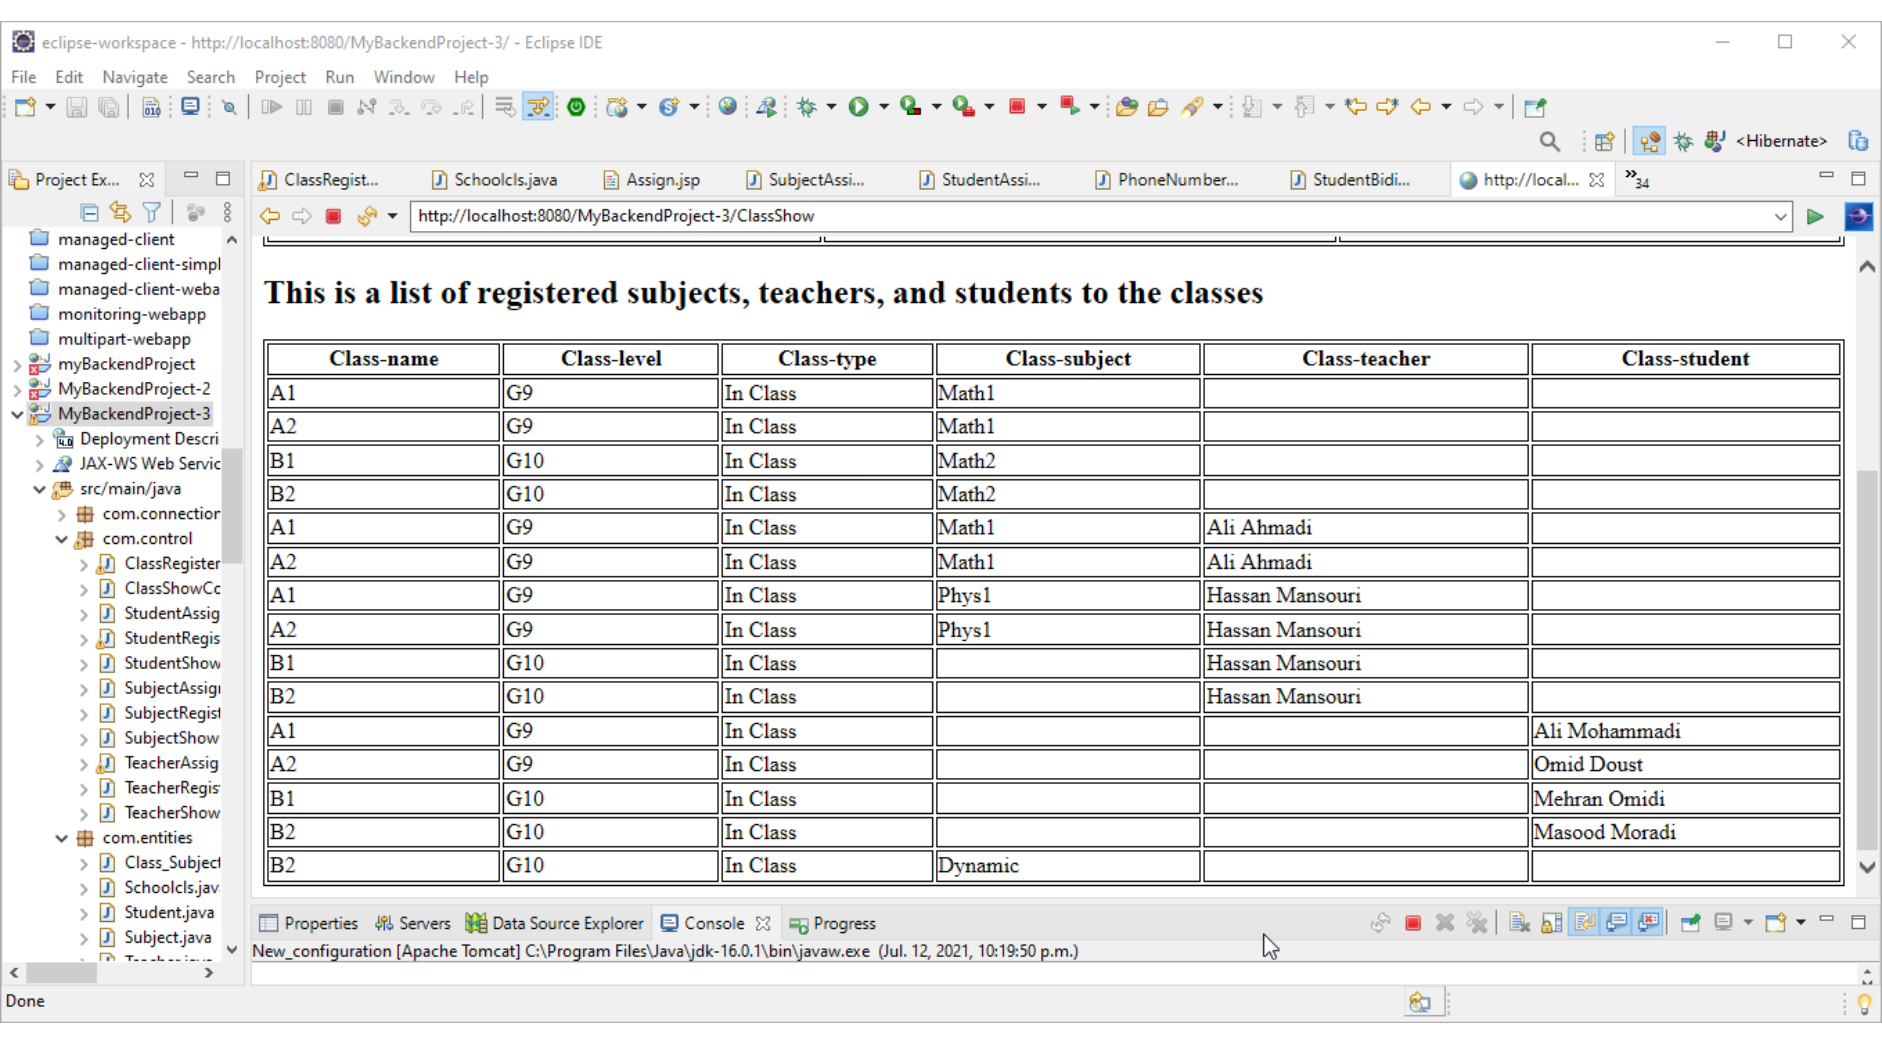 eclipse-workspace - http://localhost:8080/MyBackendProject-3/ - Eclipse IDE
File Edit Navigate Search Project Run Window Help
<Hibernate>
Project Ex...
ClassRegist... Schoolcls.java Assign.jsp SubjectAssi... StudentAssi... PhoneNumber... StudentBidi... http://local... »34
http://localhost:8080/MyBackendProject-3/ClassShow
managed-client
managed-client-simpl
managed-client-weba
monitoring-webapp
multipart-webapp
myBackendProject
MyBackendProject-2
MyBackendProject-3
Deployment Descri
JAX-WS Web Servic
src/main/java
com.connection
com.control
ClassRegister
ClassShowCc
StudentAssig
StudentRegis
StudentShow
SubjectAssig
SubjectRegist
SubjectShow
TeacherAssig
TeacherRegis
TeacherShow
com.entities
Class_Subject
Schoolcls.jav
Student.java
Subject.java
This is a list of registered subjects, teachers, and students to the classes
Class-name Class-level Class-type Class-subject Class-teacher Class-student
A1 G9 In Class Math1
A2 G9 In Class Math1
B1 G10 In Class Math2
B2 G10 In Class Math2
A1 G9 In Class Math1 Ali Ahmadi
A2 G9 In Class Math1 Ali Ahmadi
A1 G9 In Class Phys1 Hassan Mansouri
A2 G9 In Class Phys1 Hassan Mansouri
B1 G10 In Class Hassan Mansouri
B2 G10 In Class Hassan Mansouri
A1 G9 In Class Ali Mohammadi
A2 G9 In Class Omid Doust
B1 G10 In Class Mehran Omidi
B2 G10 In Class Masood Moradi
B2 G10 In Class Dynamic
Properties Servers Data Source Explorer Console Progress
New_configuration [Apache Tomcat] C:\Program Files\Java\jdk-16.0.1\bin\javaw.exe (Jul. 12, 2021, 10:19:50 p.m.)
Done